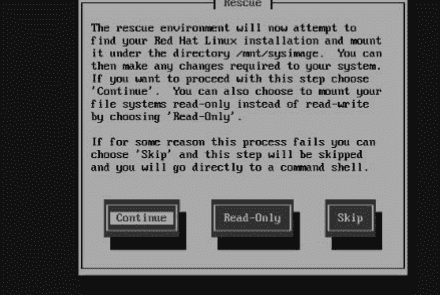 Rescue
The rescue environment will now attempt to
find your Red Hat Linux installation and mount
it under the directory /mnt/sysimage. You can
then make any changes required to your system.
If you want to proceed with this step choose
'Continue'. You can also choose to mount your
file systems read-only instead of read-write
by choosing 'Read-Only'.
If for some reason this process fails you can
choose 'Skip' and this step will be skipped
and you will go directly to a command shell.
Continue Read-Only Skip